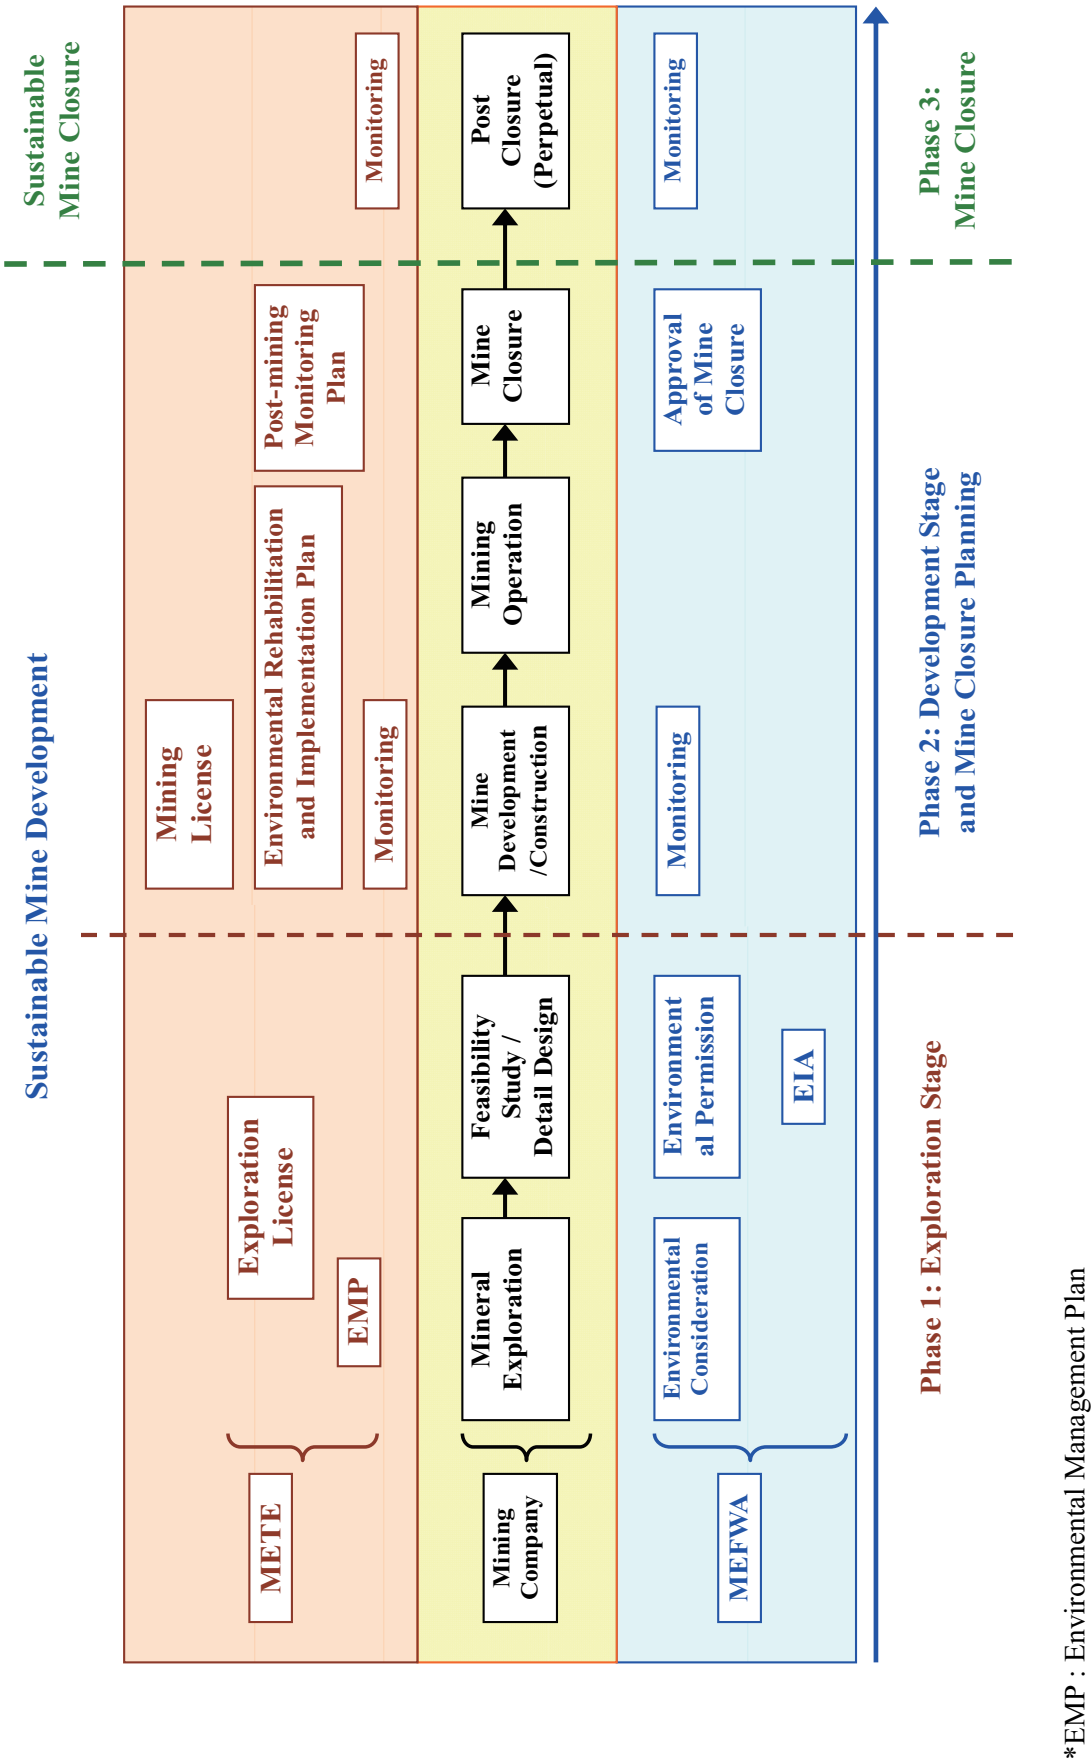 Sustainable Mine Development
Sustainable
Mine Closure
METE
EMP
Exploration
License
Mining
License
Environmental Rehabilitation
and Implementation Plan
Monitoring
Post-mining
Monitoring
Plan
Monitoring
Mining
Company
Mineral
Exploration
Feasibility
Study /
Detail Design
Mine
Development
/Construction
Mining
Operation
Mine
Closure
Post
Closure
(Perpetual)
MEFWA
Environmental
Consideration
Environment
al Permission
EIA
Monitoring
Approval
of Mine
Closure
Monitoring
Phase 1: Exploration Stage
Phase 2: Development Stage
and Mine Closure Planning
Phase 3:
Mine Closure
*EMP : Environmental Management Plan